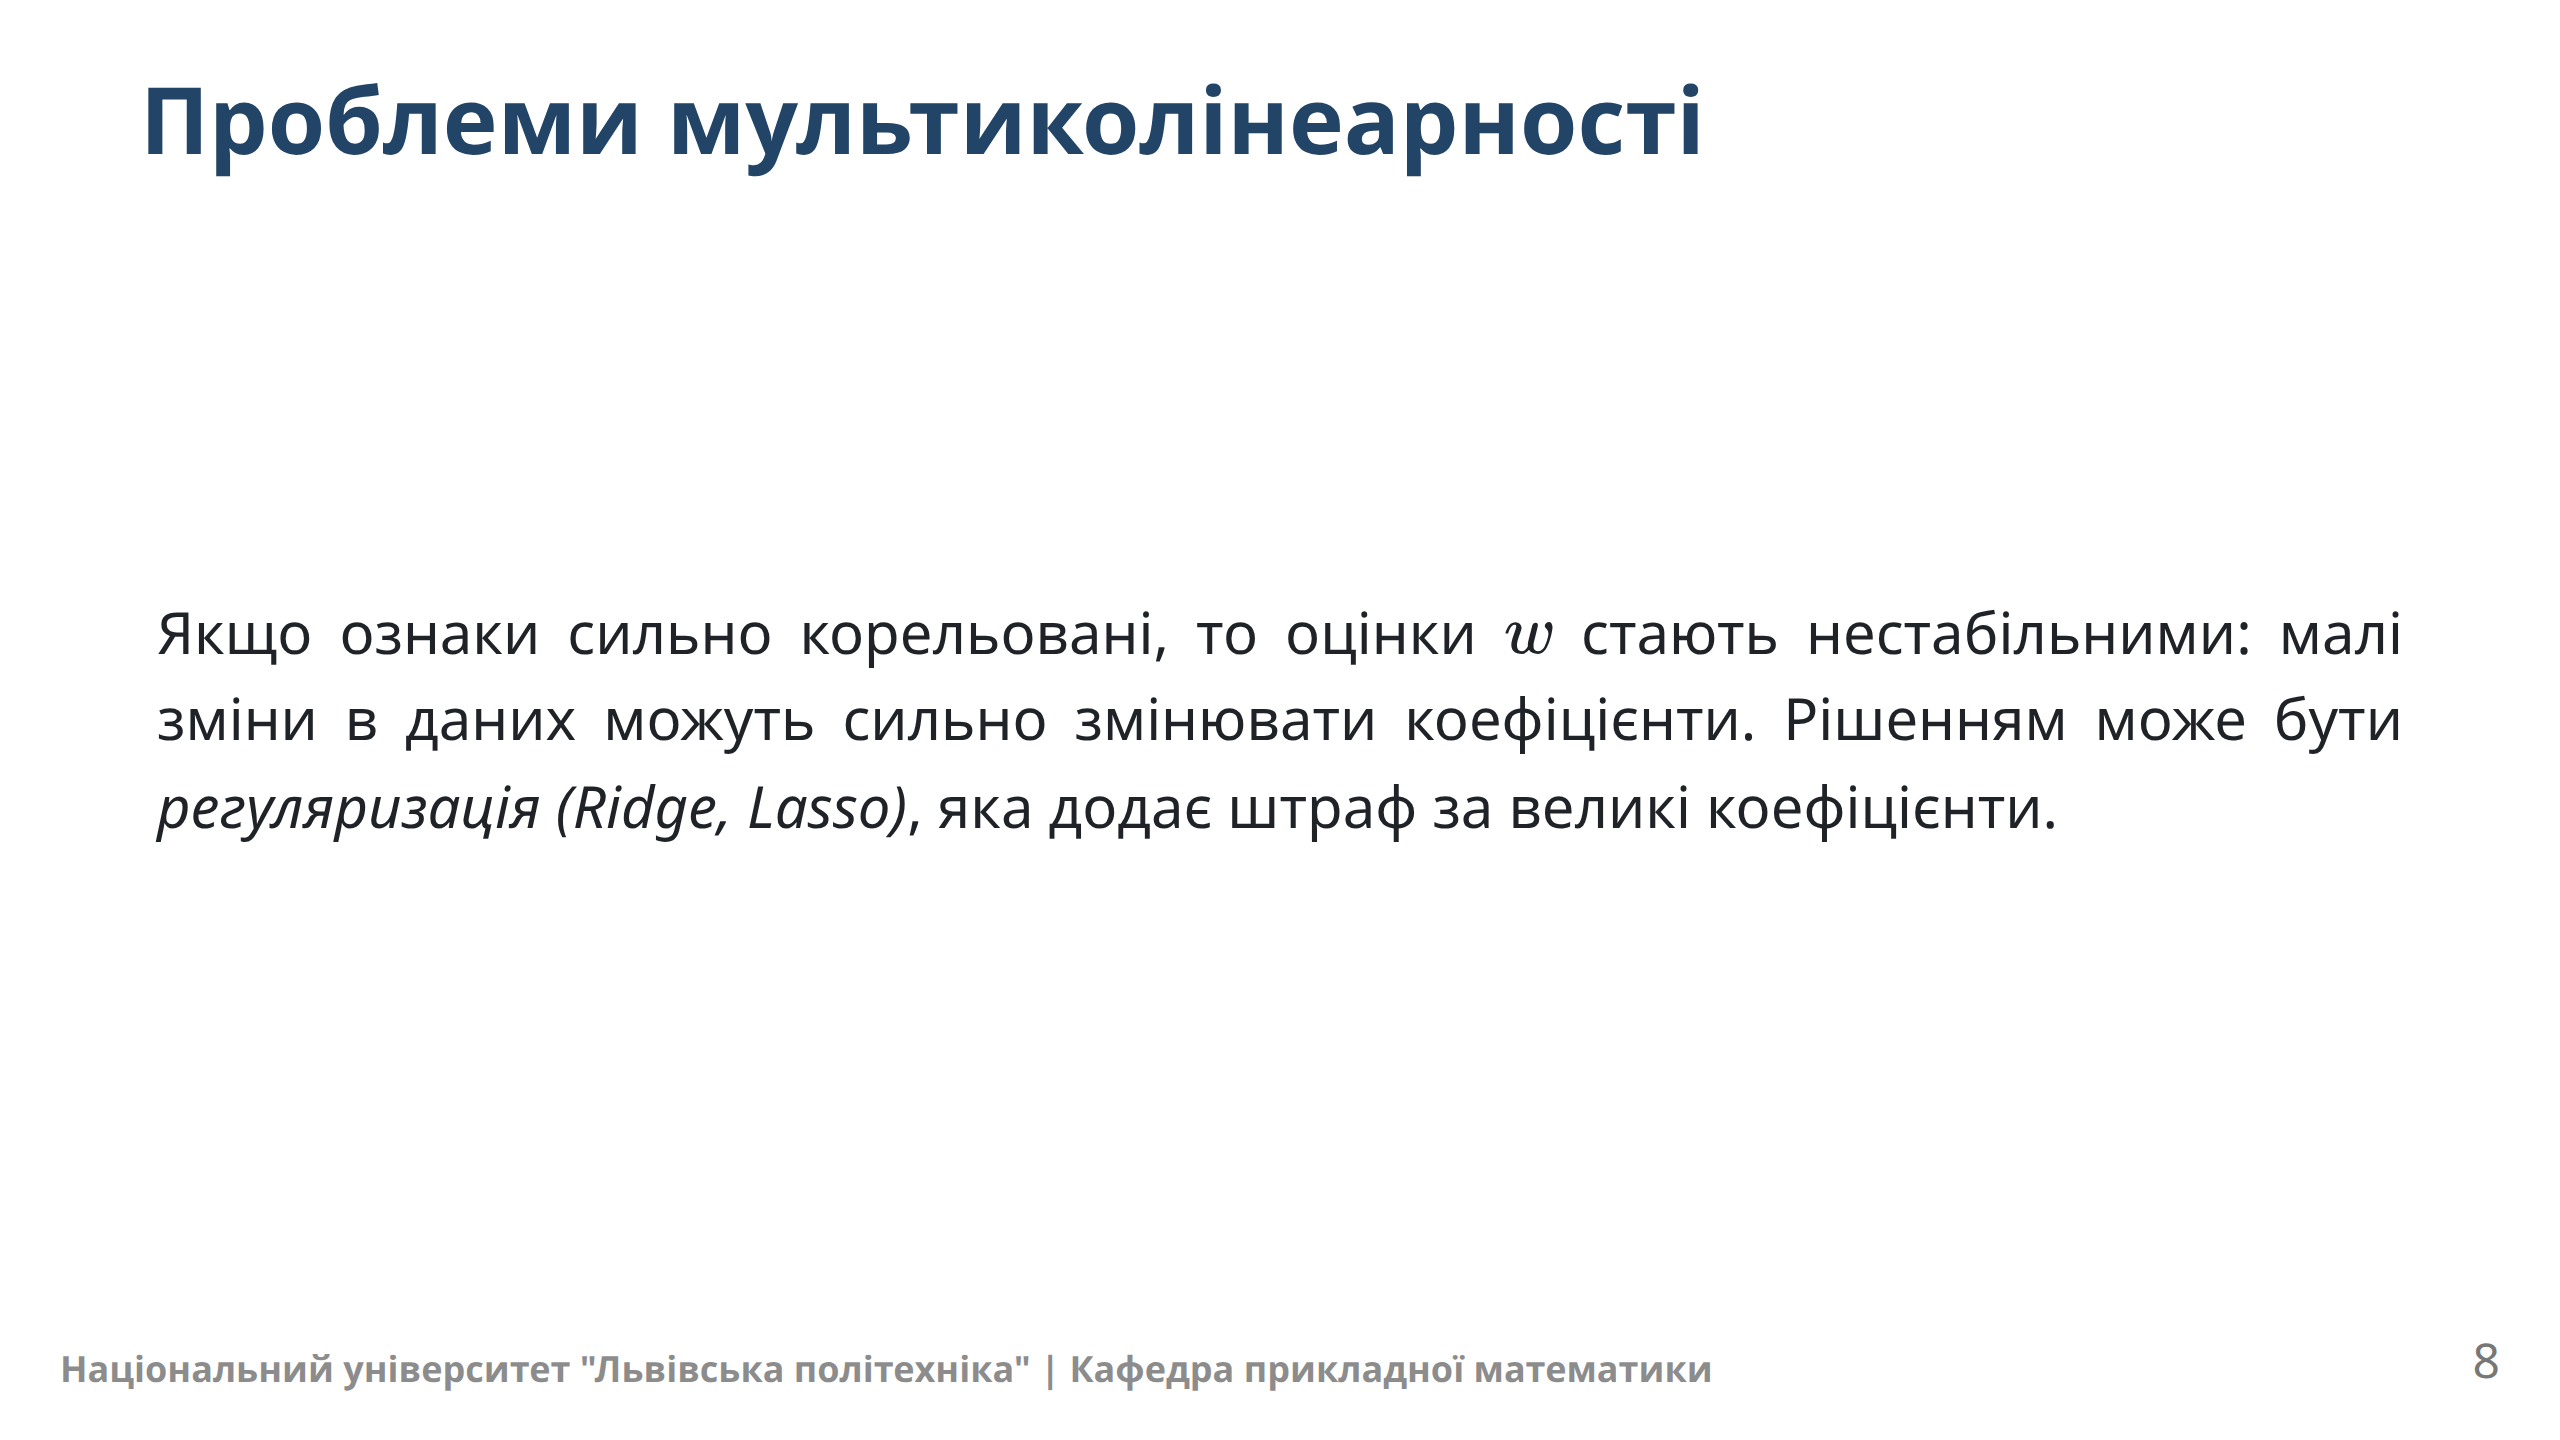 Проблеми мультиколінеарності
Якщо ознаки сильно корельовані, то оцінки w стають нестабільними: малі
зміни в даних можуть сильно змінювати коефіцієнти. Рішенням може бути
регуляризація (Ridge, Lasso), яка додає штраф за великі коефіцієнти.
Національний університет "Львівська політехніка" | Кафедра прикладної математики
8